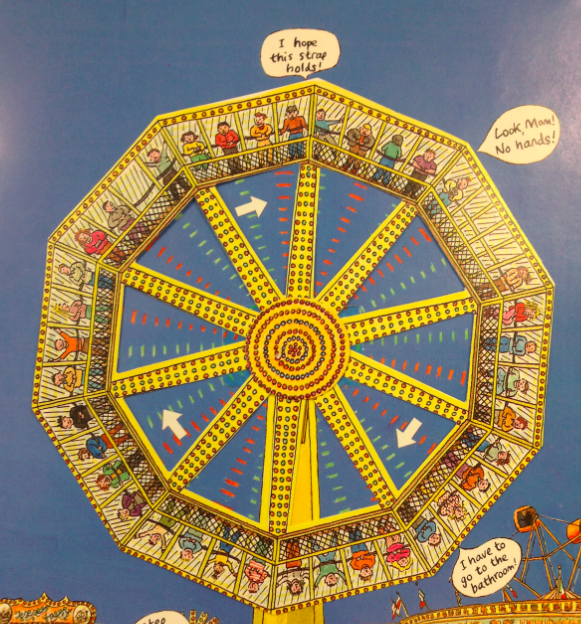 I hope
this strap
holds!
Look, Mom!
No hands!
I have to
go to the
bathroom!